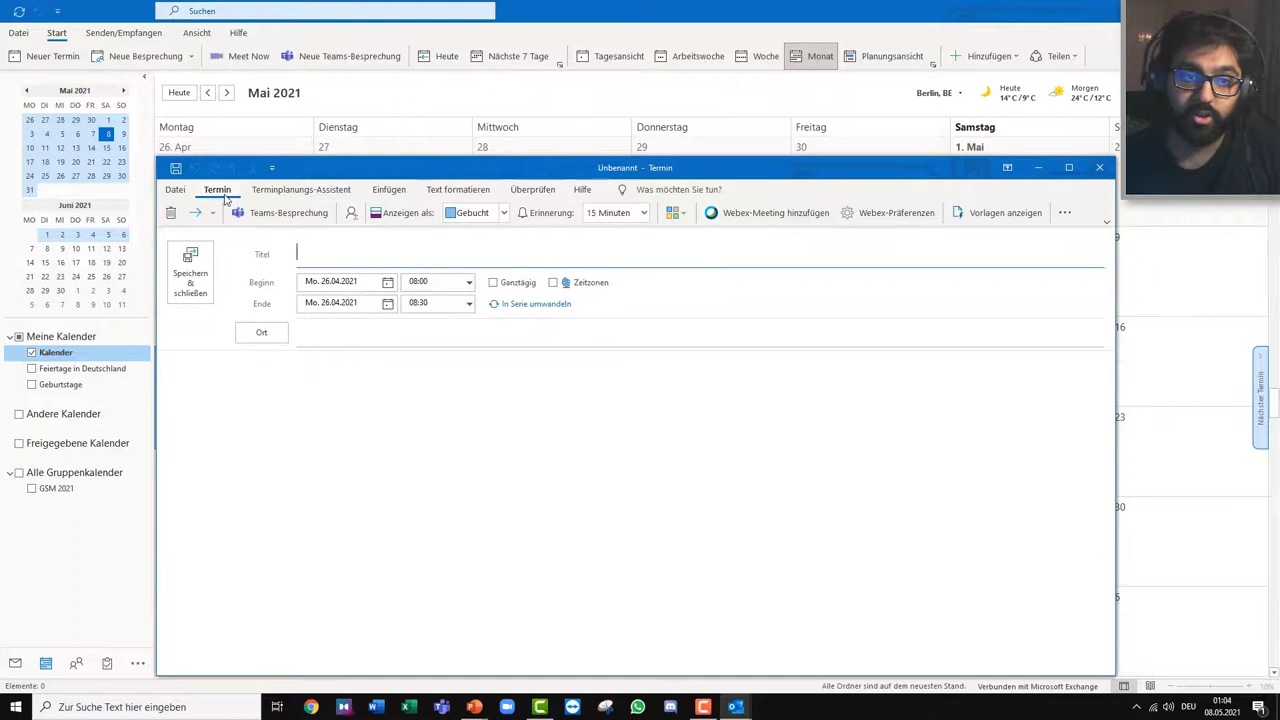 Suchen
Datei Start Senden/Empfangen Ansicht Hilfe
Neuer Termin Neue Besprechung Meet Now Neue Teams-Besprechung Heute Nächste 7 Tage Tagesansicht Arbeitswoche Woche Monat Planungsansicht Hinzufügen Teilen
Mai 2021
MO DI MI DO FR SA SO
26 27 28 29 30 1 2
3 4 5 6 7 8 9
10 11 12 13 14 15 16
17 18 19 20 21 22 23
24 25 26 27 28 29 30
31
Juni 2021
MO DI MI DO FR SA SO
1 2 3 4 5 6
7 8 9 10 11 12 13
14 15 16 17 18 19 20
21 22 23 24 25 26 27
28 29 30 1 2 3 4
5 6 7 8 9 10 11
Meine Kalender
Kalender
Feiertage in Deutschland
Geburtstage
Andere Kalender
Freigegebene Kalender
Alle Gruppenkalender
GSM 2021
Heute Mai 2021 Berlin, BE Heute 14° C / 9° C Morgen 24° C / 12° C
Montag Dienstag Mittwoch Donnerstag Freitag Samstag S
26. Apr 27 28 29 30 1. Mai
Unbenannt - Termin
Datei Termin Terminplanungs-Assistent Einfügen Text formatieren Überprüfen Hilfe Was möchten Sie tun?
Teams-Besprechung Anzeigen als: Gebucht Erinnerung: 15 Minuten Webex-Meeting hinzufügen Webex-Präferenzen Vorlagen anzeigen
Speichern
&
schließen
Titel
Beginn Mo. 26.04.2021 08:00 Ganztägig Zeitzonen
Ende Mo. 26.04.2021 08:30 In Serie umwandeln
Ort
9
16
23
30
6
Nächster Termin
Elemente: 0 Alle Ordner sind auf dem neuesten Stand. Verbunden mit Microsoft Exchange 10%
Zur Suche Text hier eingeben DEU 01:04
08.05.2021
1